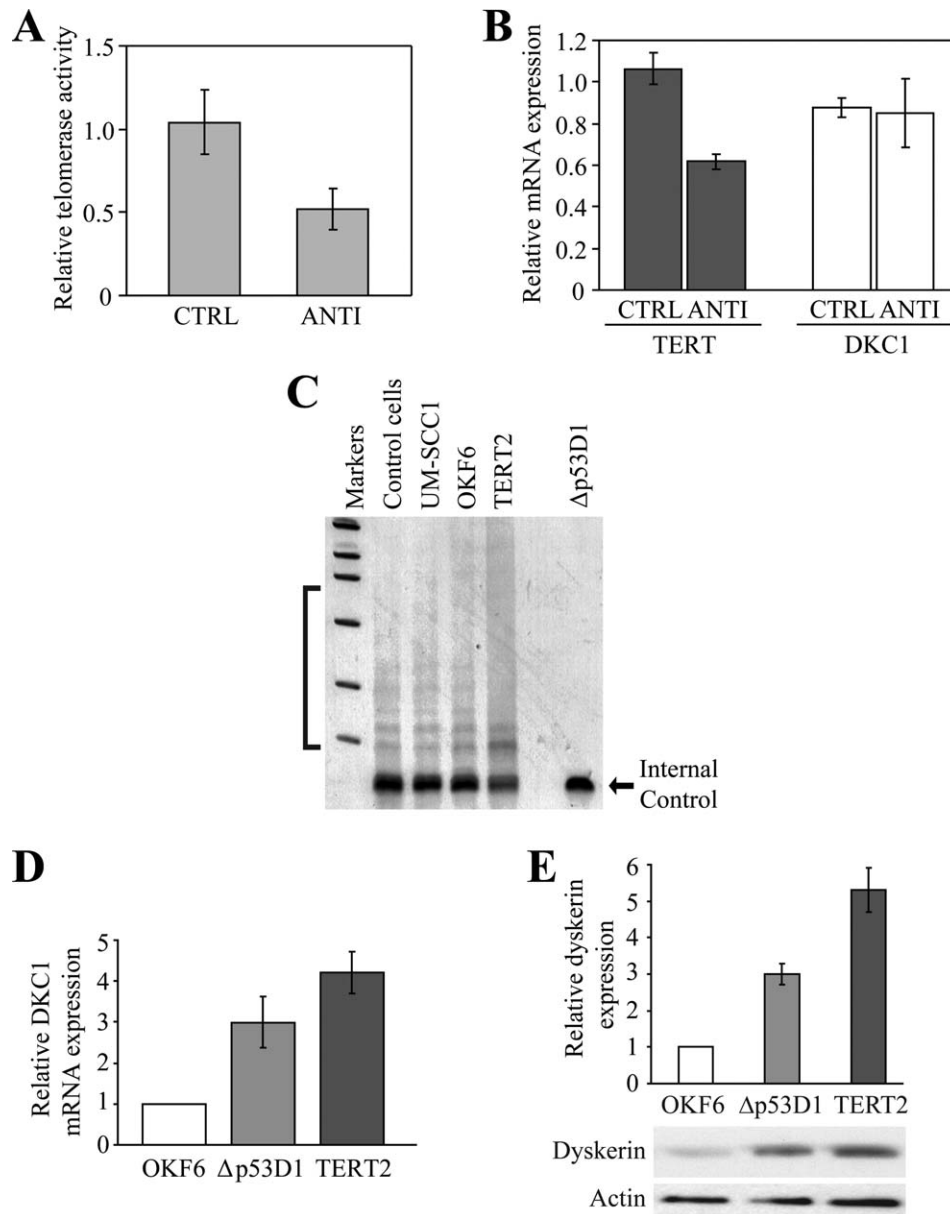 A
Relative telomerase activity
1.5
1.0
0.5
0
CTRL
ANTI
B
Relative mRNA expression
1.2
1.0
0.8
0.6
0.4
0.2
0
CTRL ANTI
CTRL ANTI
TERT
DKC1
C
Markers
Control cells
UM-SCC1
OKF6
TERT2
Δp53D1
Internal
Control
D
Relative DKC1
mRNA expression
5
4
3
2
1
0
OKF6
Δp53D1
TERT2
E
Relative dyskerin
expression
6
5
4
3
2
1
0
OKF6
Δp53D1
TERT2
Dyskerin
Actin